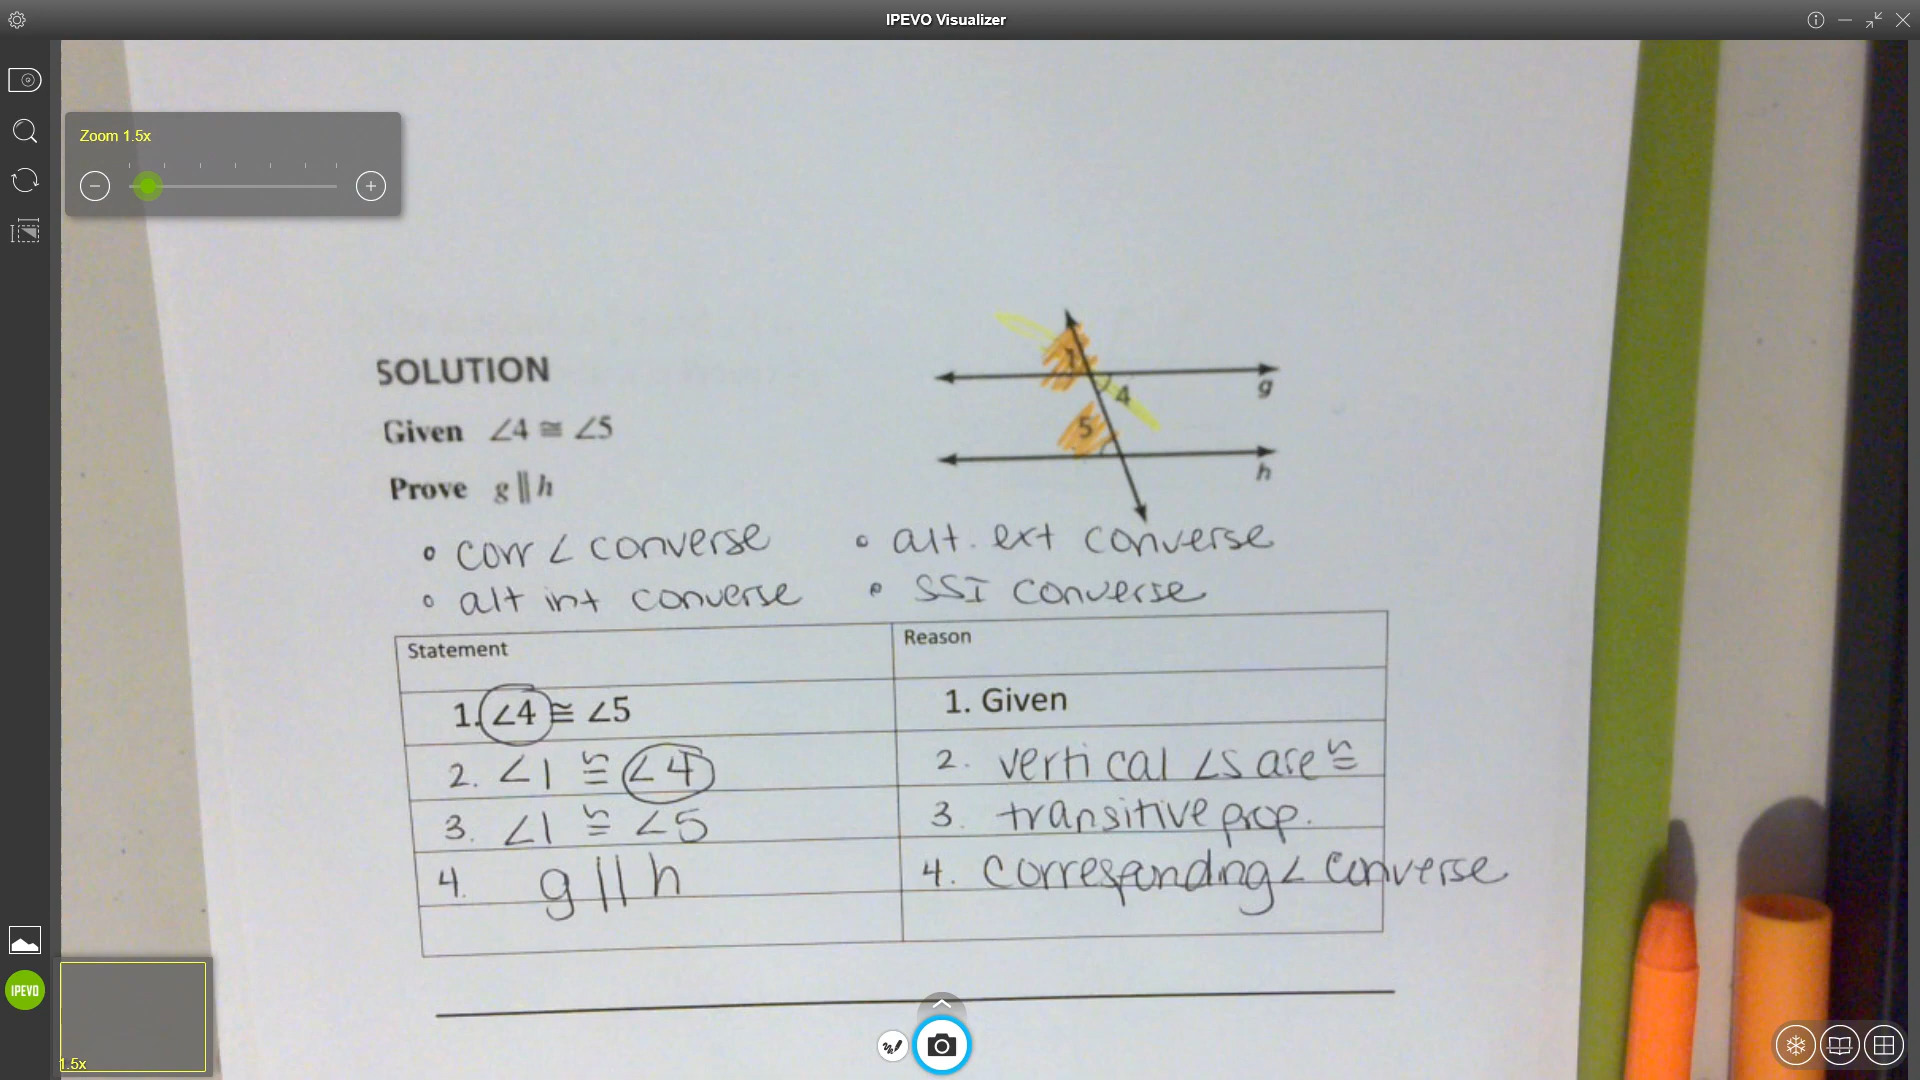 IPEVO Visualizer
Zoom 1.5x
SOLUTION
Given ∠4 ≅ ∠5
Prove g ∥ h
1
4
g
5
h
• corr ∠ converse
• alt. ext converse
• alt int converse
• SSI converse
Statement
Reason
1. ∠4 ≅ ∠5
1. Given
2. ∠1 ≅ ∠4
2. vertical ∠s are ≅
3. ∠1 ≅ ∠5
3. transitive prop.
4. g || h
4. corresponding ∠ converse
IPEVO
1.5x